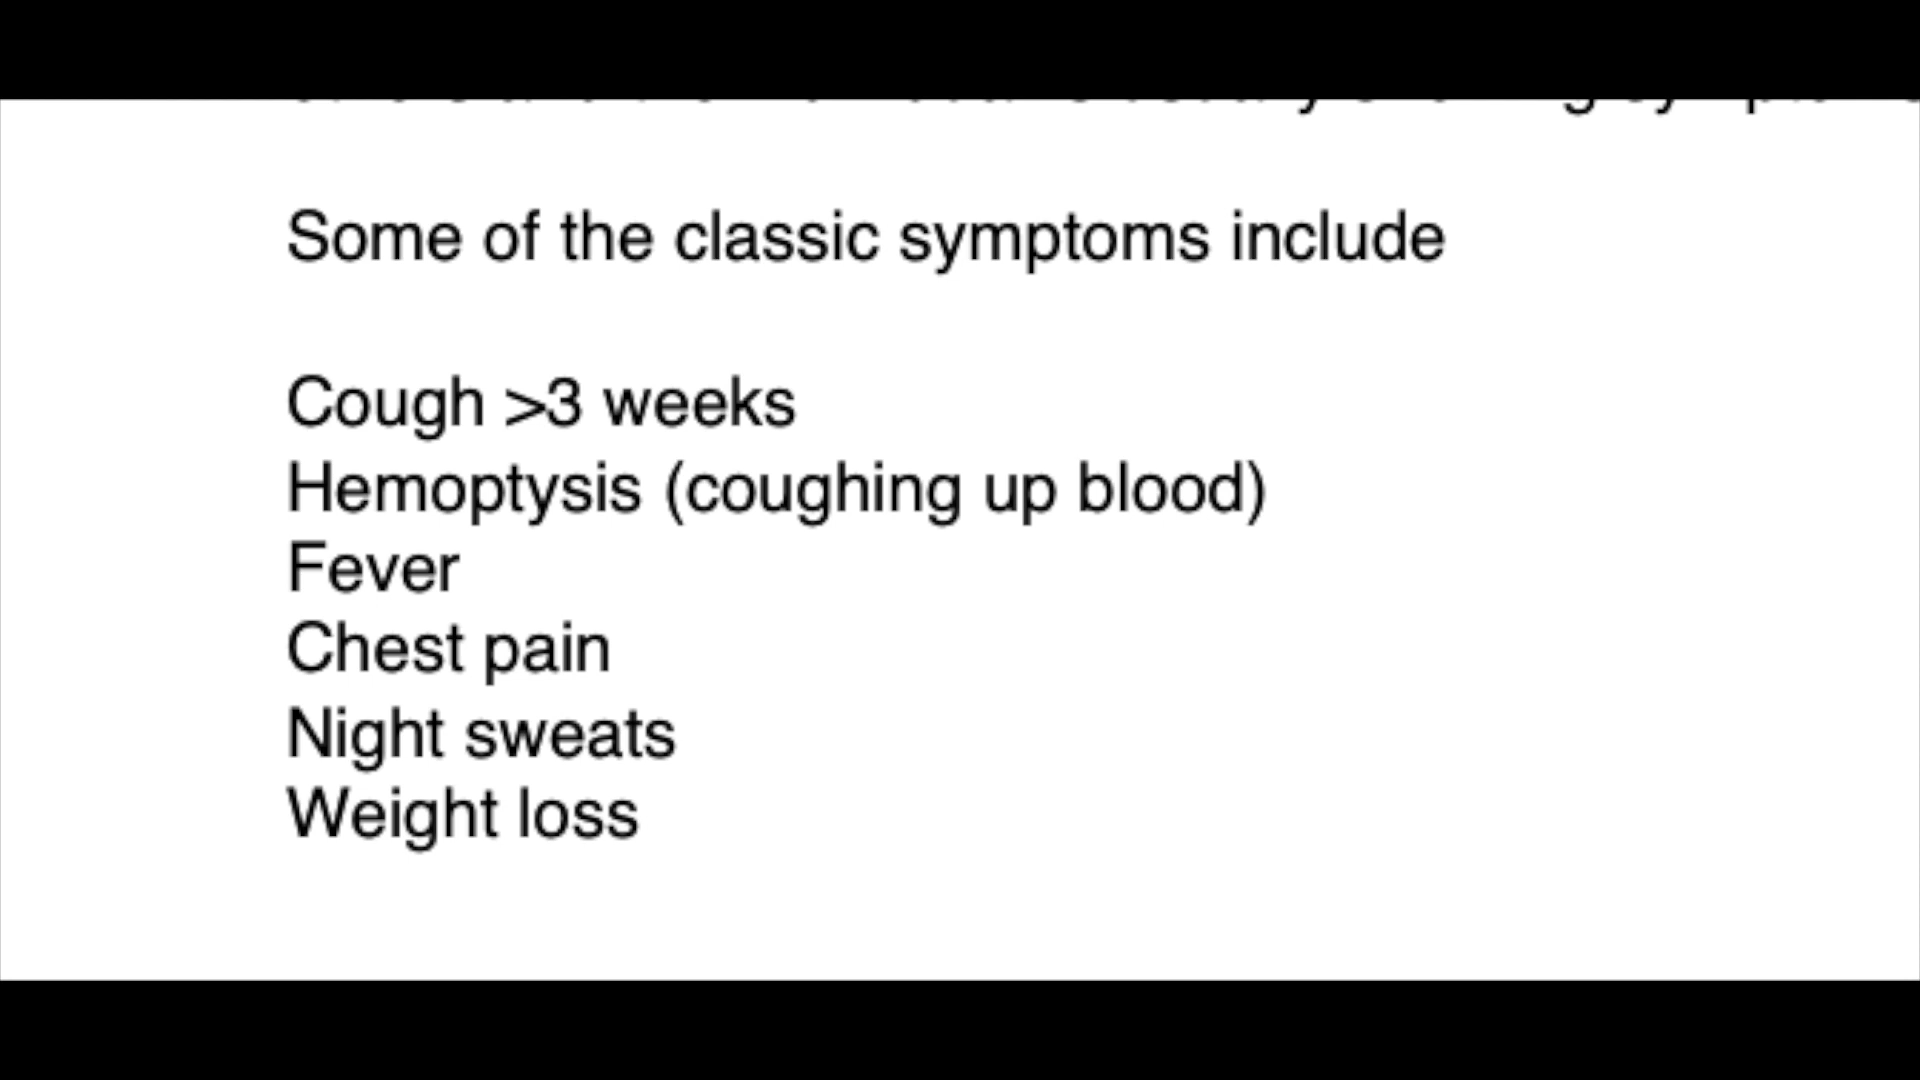 Some of the classic symptoms include
Cough >3 weeks
Hemoptysis (coughing up blood)
Fever
Chest pain
Night sweats
Weight loss